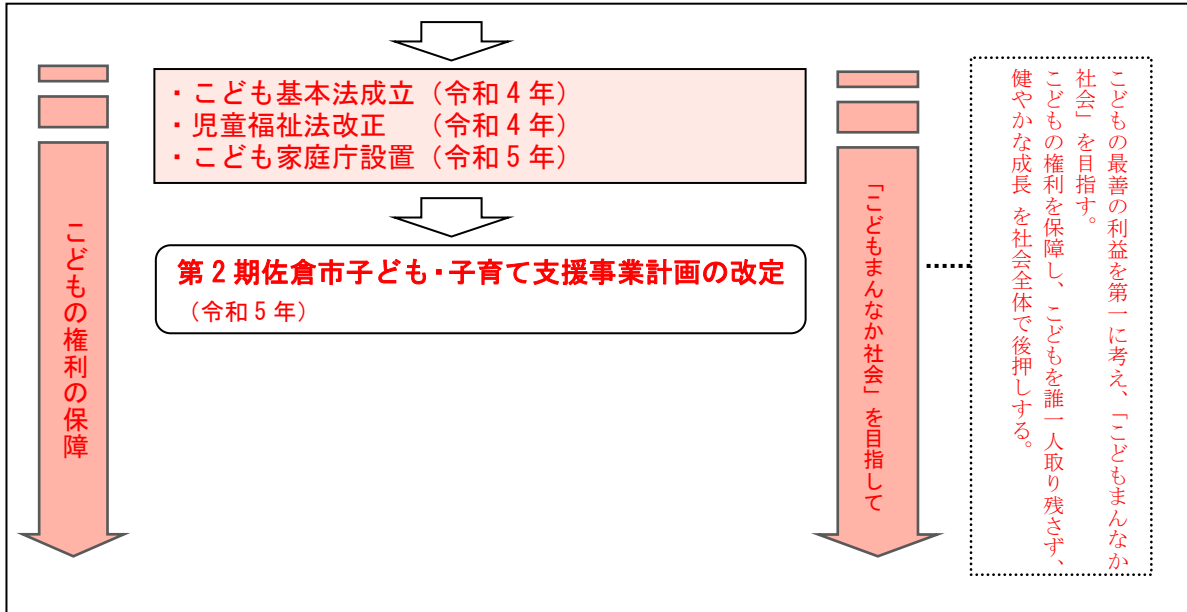 ・こども基本法成立（令和４年）
・児童福祉法改正　（令和４年）
・こども家庭庁設置（令和５年）
第２期佐倉市子ども・子育て支援事業計画の改定
（令和５年）
こどもの権利の保障
「こどもまんなか社会」を目指して
こどもの最善の利益を第一に考え、「こどもまんなか
社会」を目指す。
こどもの権利を保障し、こどもを誰一人取り残さず、
健やかな成長 を社会全体で後押しする。